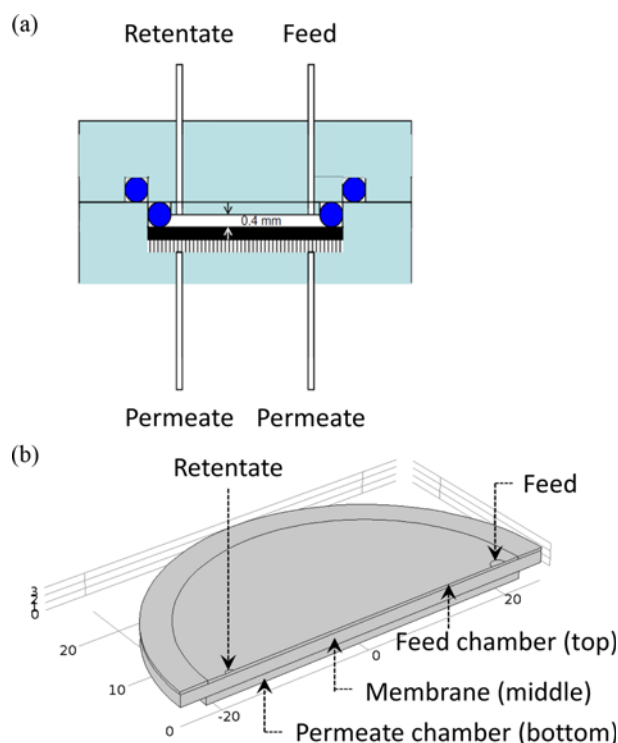 (a)
Retentate Feed
0.4 mm
Permeate Permeate
(b)
Retentate
Feed
3
2
1
0
20
20
Feed chamber (top)
10
0
Membrane (middle)
0
-20
Permeate chamber (bottom)